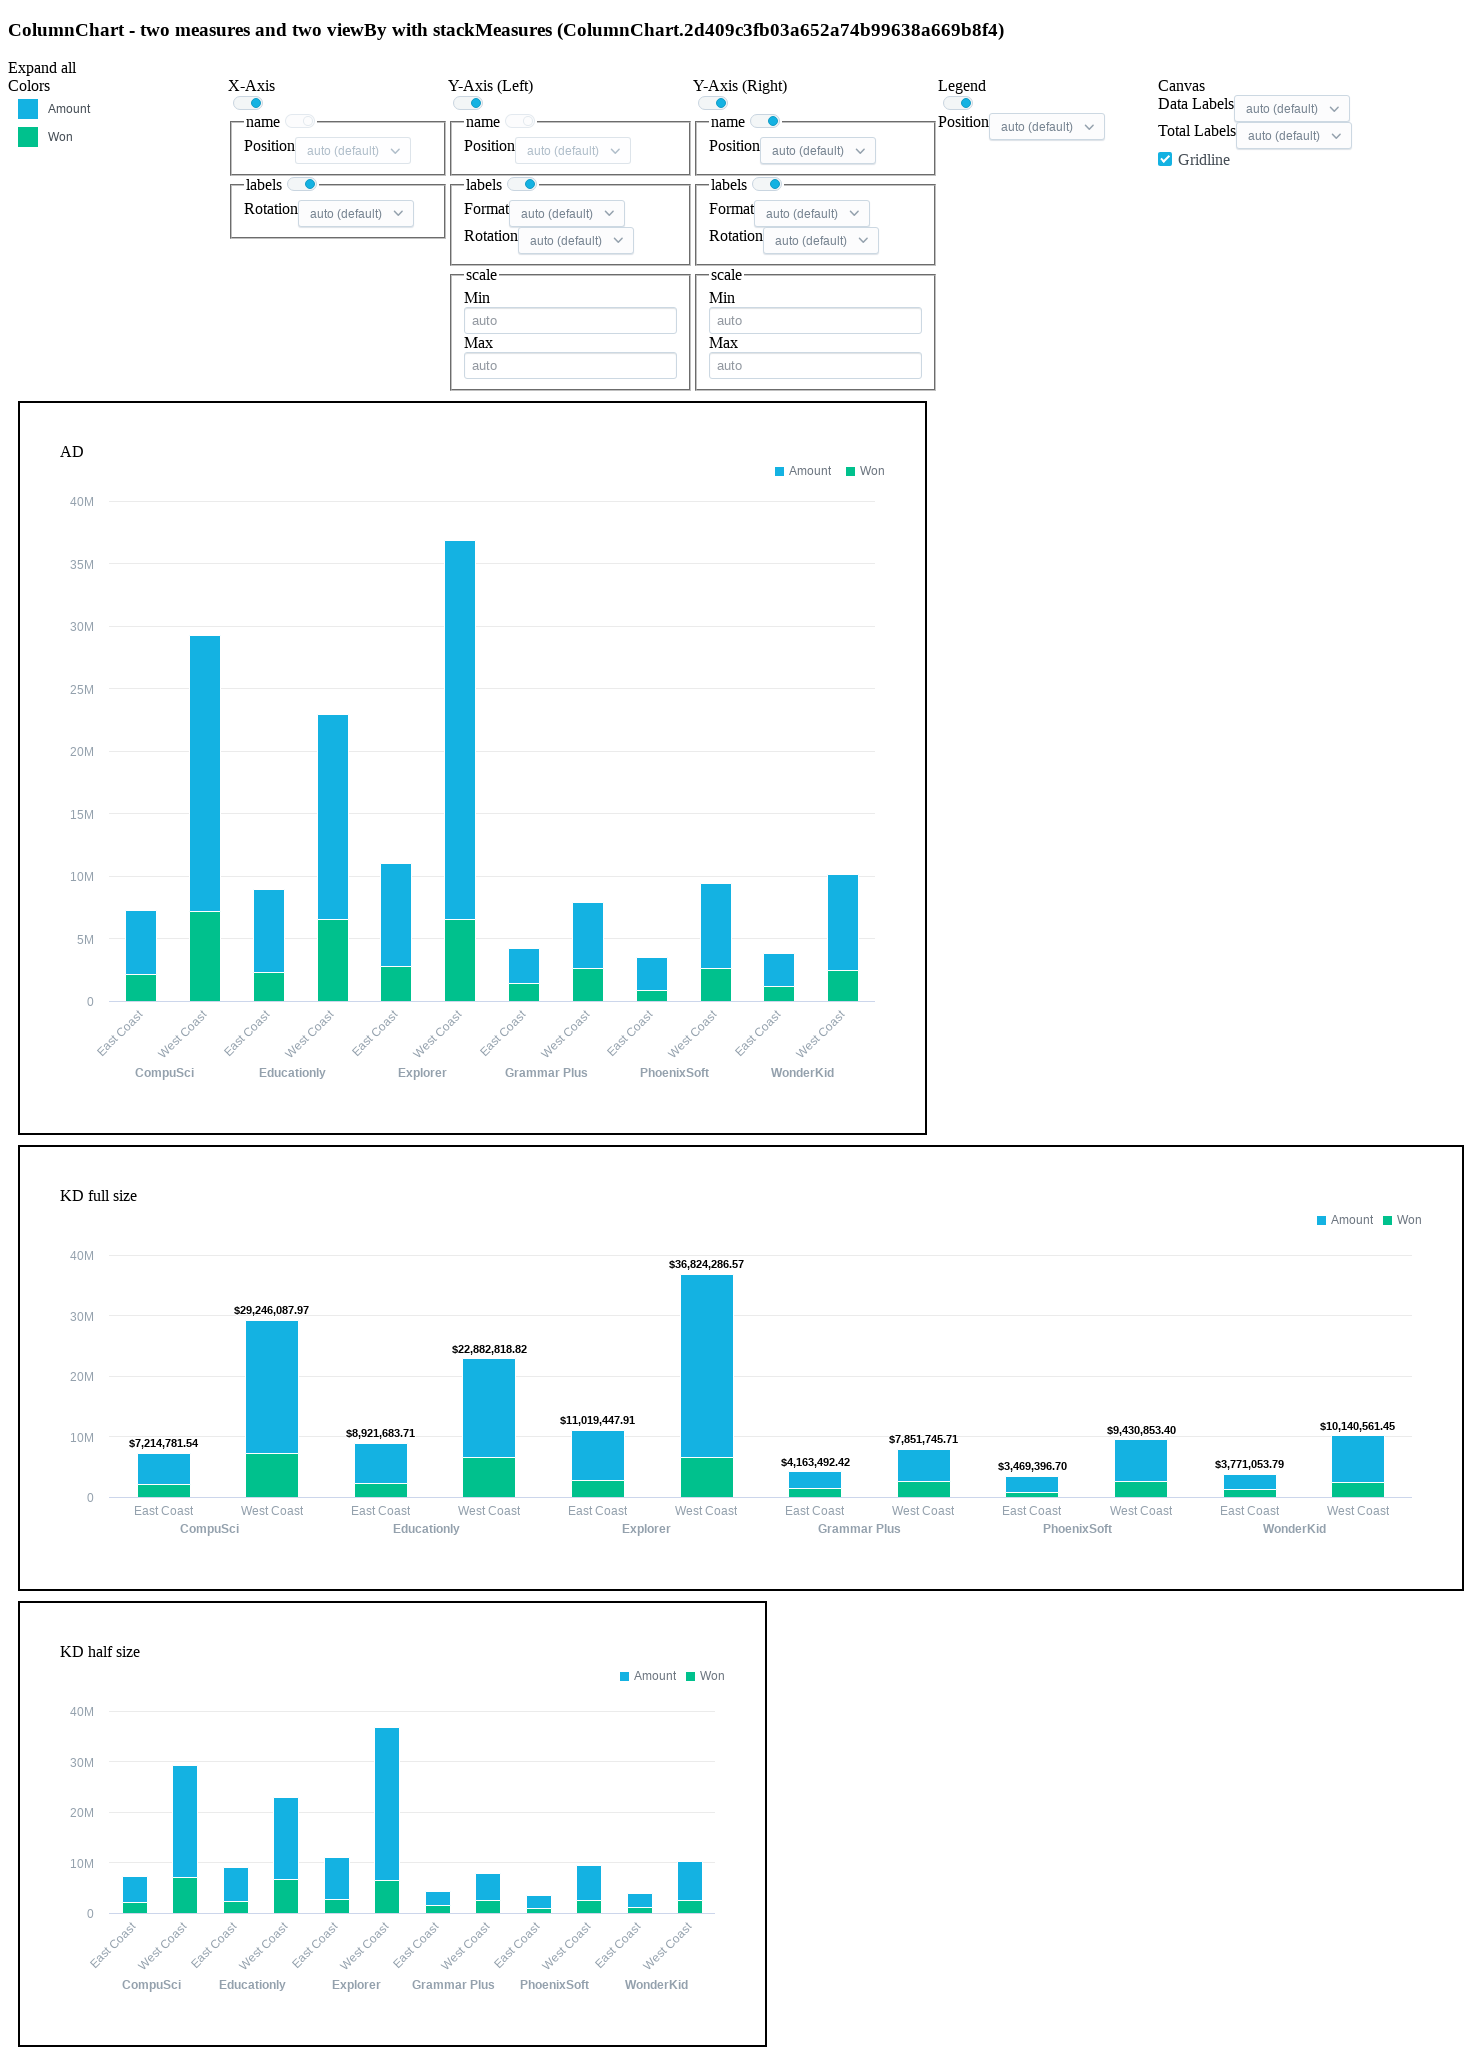 ColumnChart - two measures and two viewBy with stackMeasures (ColumnChart.2d409c3fb03a652a74b99638a669b8f4)
Expand all
Colors
Amount
Won
X-Axis
name
Position auto (default)
labels
Rotation auto (default)
Y-Axis (Left)
name
Position auto (default)
labels
Format auto (default)
Rotation auto (default)
scale
Min
auto
Max
auto
Y-Axis (Right)
name
Position auto (default)
labels
Format auto (default)
Rotation auto (default)
scale
Min
auto
Max
auto
Legend
Position auto (default)
Canvas
Data Labels auto (default)
Total Labels auto (default)
Gridline
AD
Amount Won
40M
35M
30M
25M
20M
15M
10M
5M
0
East Coast West Coast East Coast West Coast East Coast West Coast East Coast West Coast East Coast West Coast East Coast West Coast
CompuSci Educationly Explorer Grammar Plus PhoenixSoft WonderKid
KD full size
Amount Won
40M
30M
20M
10M
0
$7,214,781.54 $29,246,087.97 $8,921,683.71 $22,882,818.82 $11,019,447.91 $36,824,286.57 $4,163,492.42 $7,851,745.71 $3,469,396.70 $9,430,853.40 $3,771,053.79 $10,140,561.45
East Coast West Coast East Coast West Coast East Coast West Coast East Coast West Coast East Coast West Coast East Coast West Coast
CompuSci Educationly Explorer Grammar Plus PhoenixSoft WonderKid
KD half size
Amount Won
40M
30M
20M
10M
0
East Coast West Coast East Coast West Coast East Coast West Coast East Coast West Coast East Coast West Coast East Coast West Coast
CompuSci Educationly Explorer Grammar Plus PhoenixSoft WonderKid